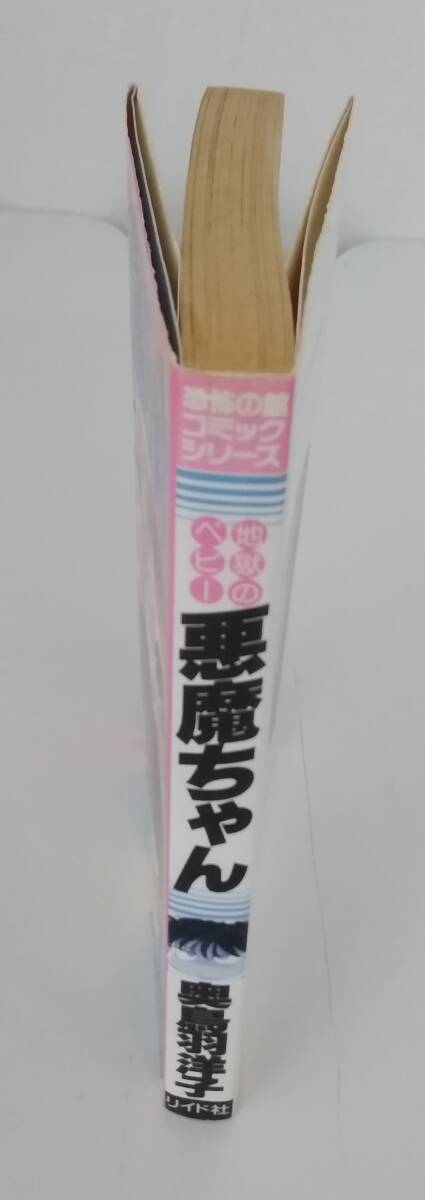 恐怖の館
コミック
シリーズ
地獄の
ベビー
悪魔ちゃん
奥鳥羽洋子
リイド社